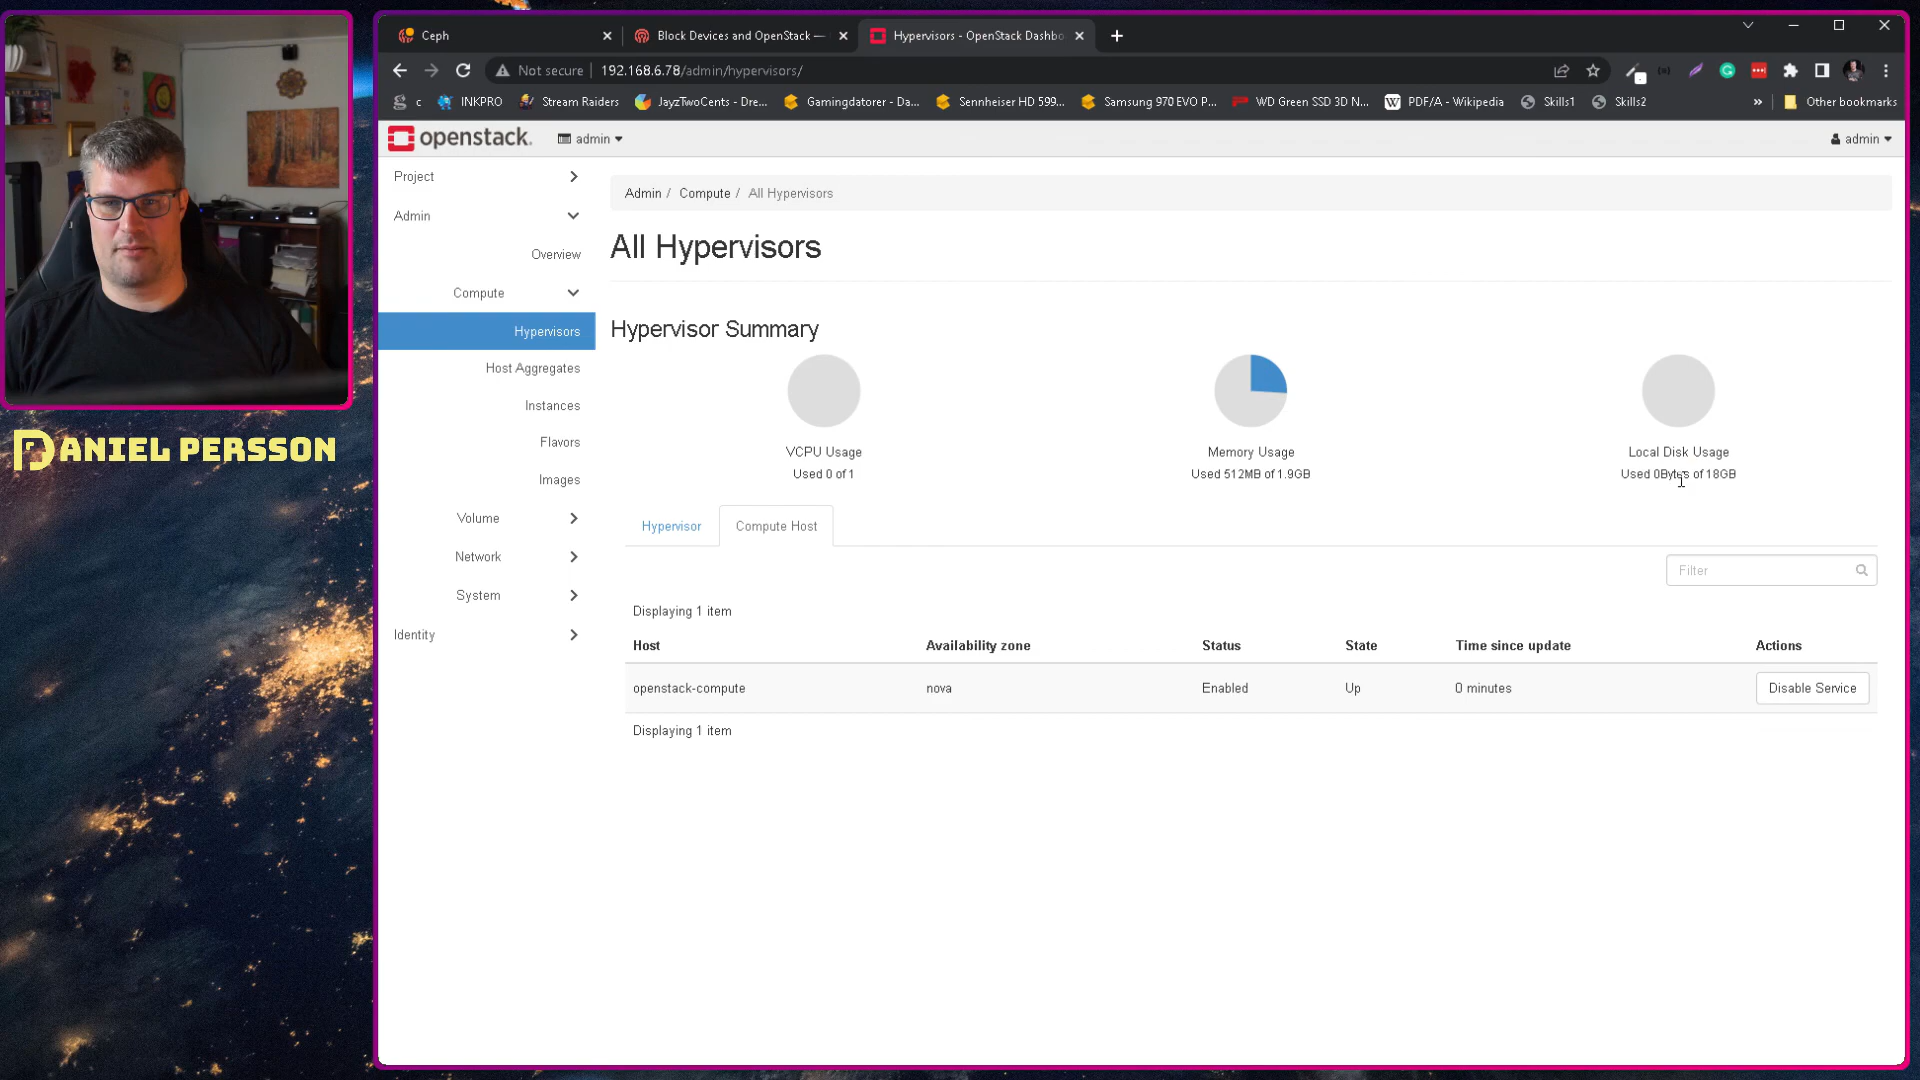 Ceph
Block Devices and OpenStack —
Hypervisors - OpenStack Dashbo
Not secure
192.168.6.78/admin/hypervisors/
c
INKPRO
Stream Raiders
JayzTwoCents - Dre...
Gamingdatorer - Da...
Sennheiser HD 599...
Samsung 970 EVO P...
WD Green SSD 3D N...
PDF/A - Wikipedia
Skills1
Skills2
»
Other bookmarks
openstack.
admin
admin
Project
Admin
Overview
Compute
Hypervisors
Host Aggregates
Instances
Flavors
Images
Volume
Network
System
Identity
Admin / Compute / All Hypervisors
All Hypervisors
Hypervisor Summary
VCPU Usage
Used 0 of 1
Memory Usage
Used 512MB of 1.9GB
Local Disk Usage
Used 0Bytes of 18GB
Hypervisor
Compute Host
Filter
Displaying 1 item
Host Availability zone Status State Time since update Actions
openstack-compute nova Enabled Up 0 minutes Disable Service
Displaying 1 item
DANIEL PERSSON